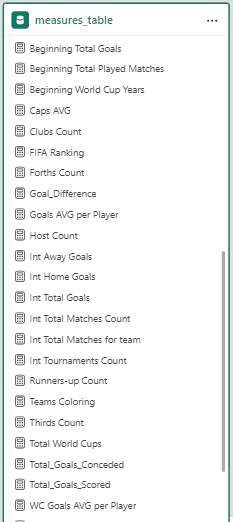 measures_table
Beginning Total Goals
Beginning Total Played Matches
Beginning World Cup Years
Caps AVG
Clubs Count
FIFA Ranking
Forths Count
Goal_Difference
Goals AVG per Player
Host Count
Int Away Goals
Int Home Goals
Int Total Goals
Int Total Matches Count
Int Total Matches for team
Int Tournaments Count
Runners-up Count
Teams Coloring
Thirds Count
Total World Cups
Total_Goals_Conceded
Total_Goals_Scored
WC Goals AVG per Player